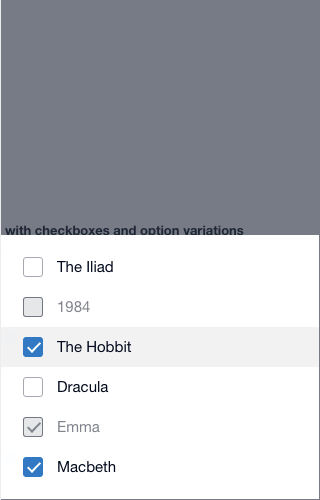 with checkboxes and option variations
The Iliad
1984
The Hobbit
Dracula
Emma
Macbeth